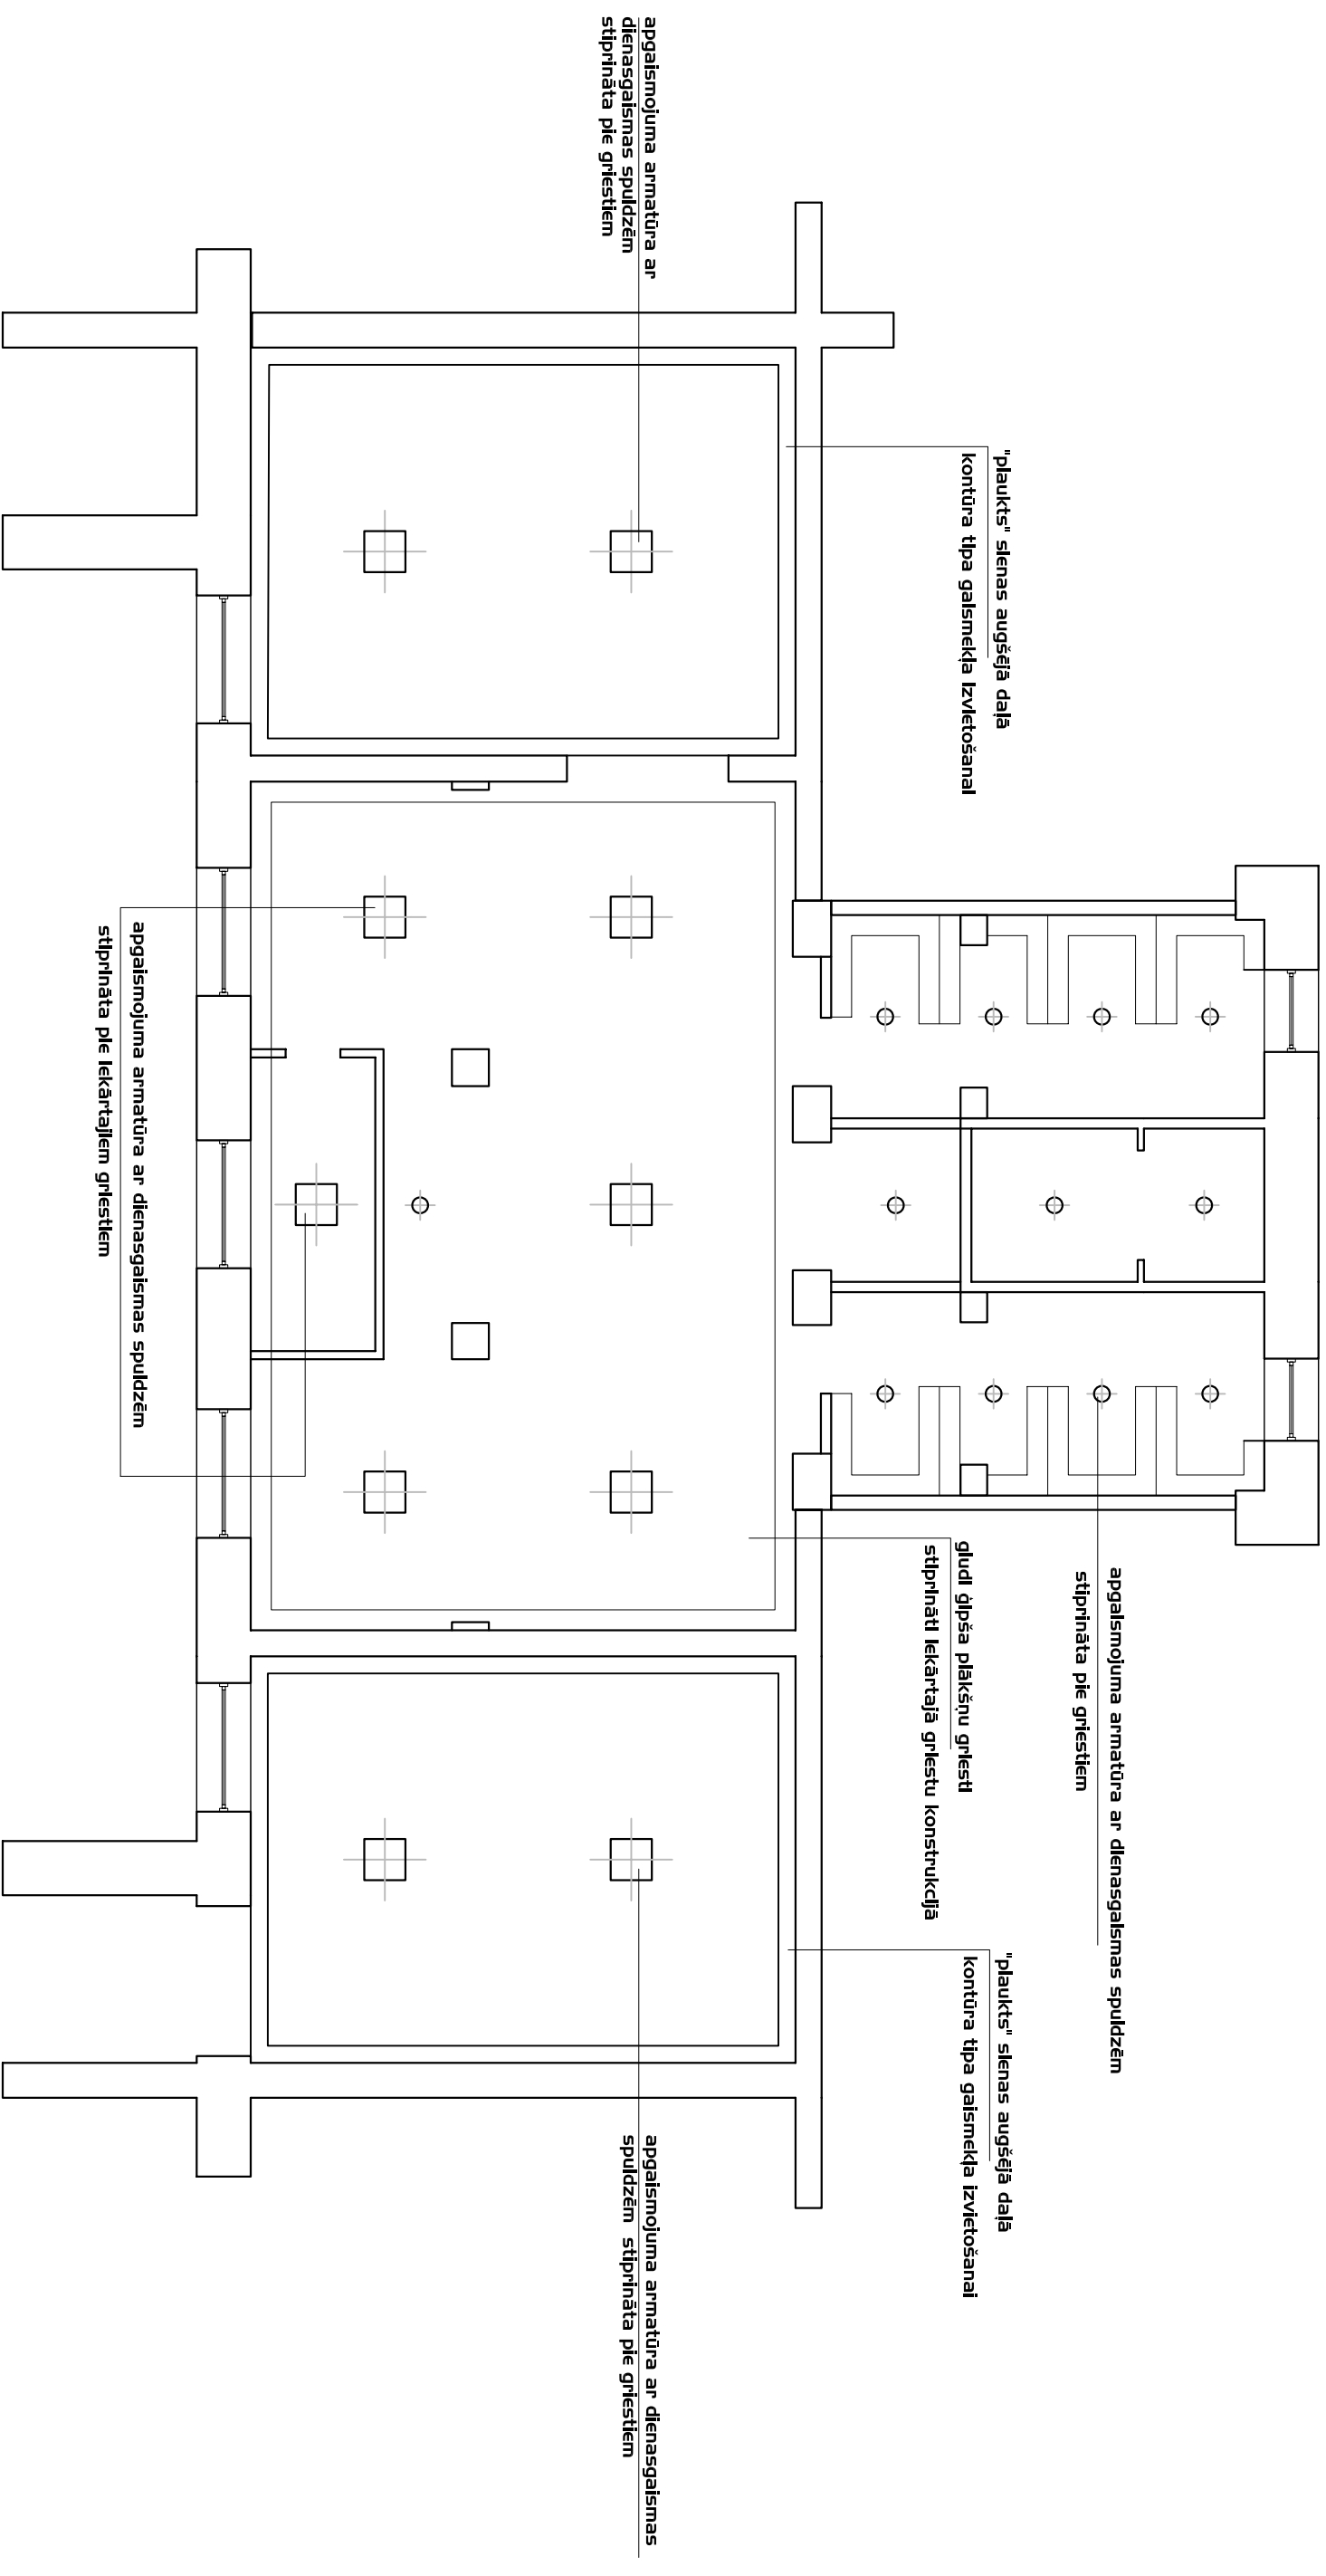 apgaismojuma armatūra ar
dienasgaismas spuldzēm
stiprināta pie griestiem
"plaukts" sienas augšējā daļā
kontūra tipa gaismekļa izvietošanai
apgaismojuma armatūra ar dienasgaismas spuldzēm
stiprināta pie iekārtajiem griestiem
apgaismojuma armatūra ar dienasgaismas spuldzēm
stiprināta pie griestiem
gludi ģipša plākšņu griesti
stiprināti iekārtajā griestu konstrukcijā
"plaukts" sienas augšējā daļā
kontūra tipa gaismekļa izvietošanai
apgaismojuma armatūra ar dienasgaismas
spuldzēm stiprināta pie griestiem